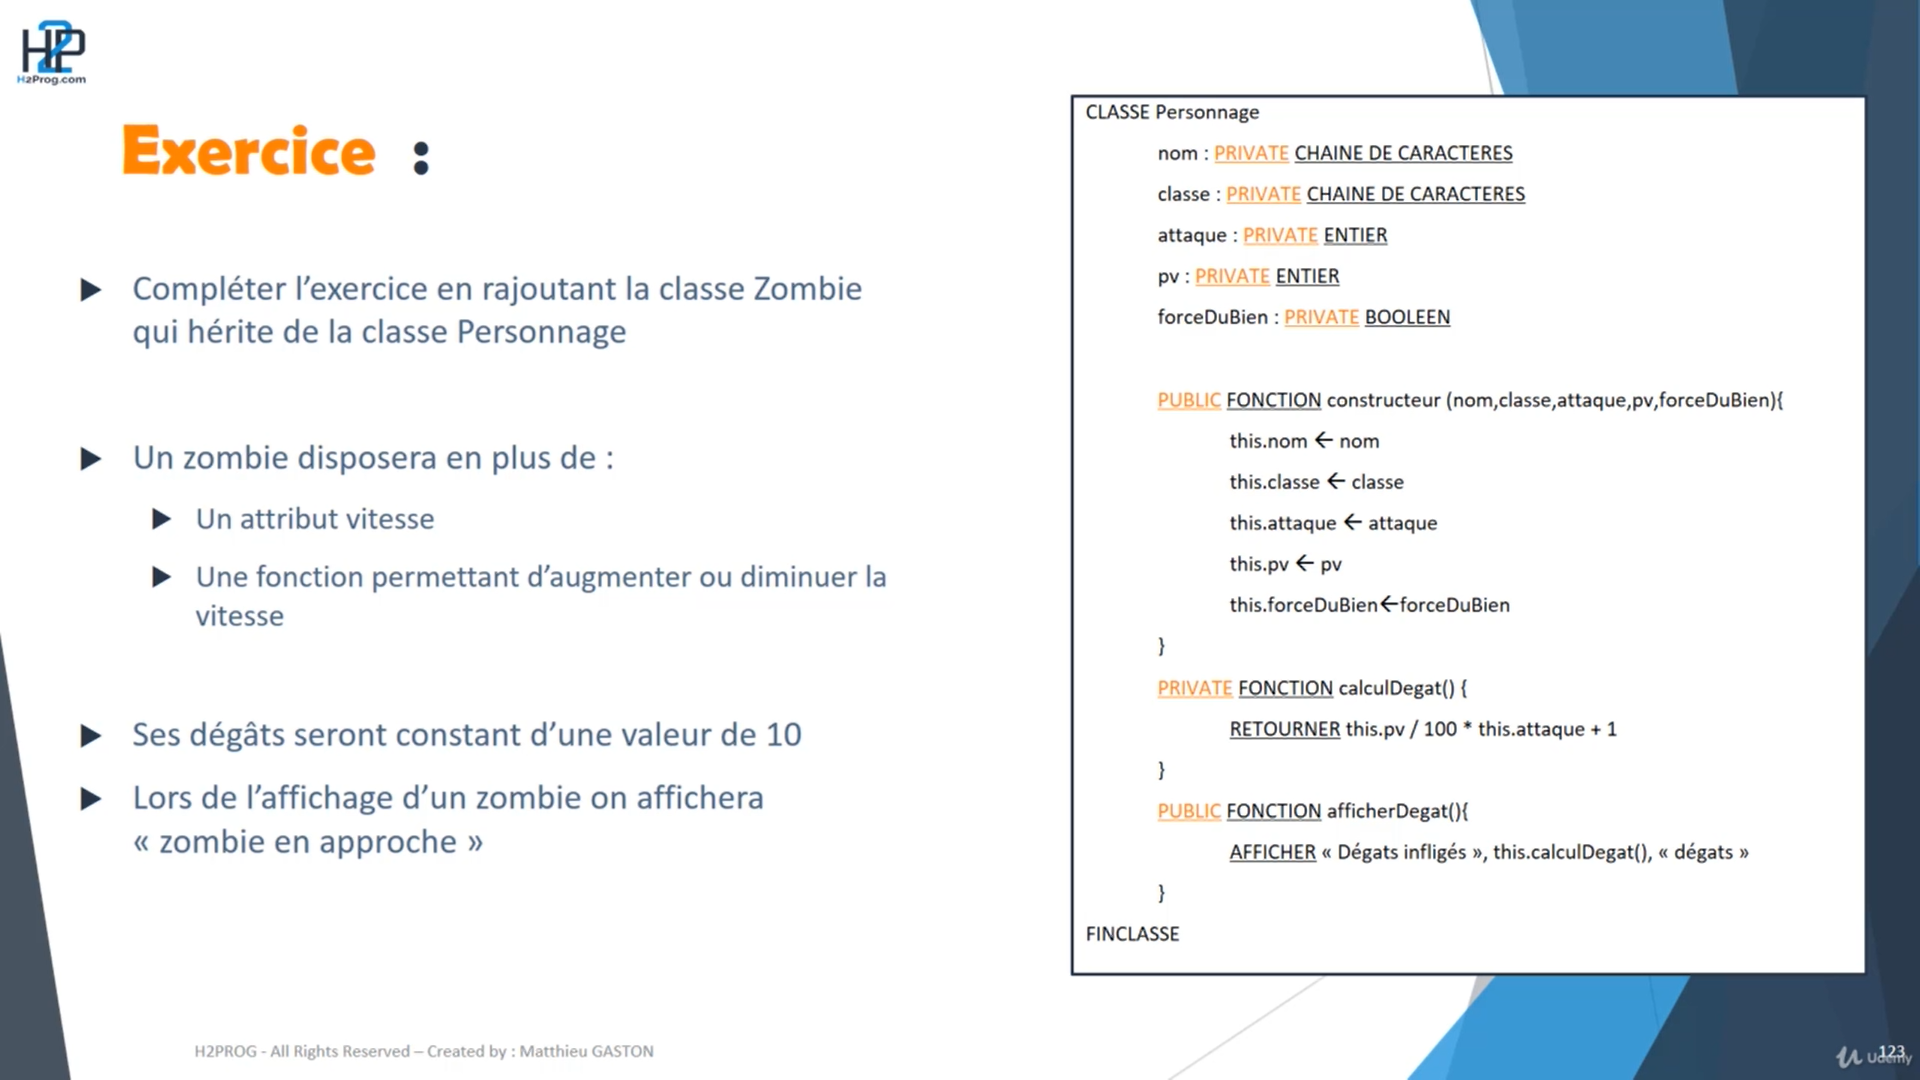 H2P
H2Prog.com
Exercice :
Compléter l’exercice en rajoutant la classe Zombie
qui hérite de la classe Personnage
Un zombie disposera en plus de :
Un attribut vitesse
Une fonction permettant d’augmenter ou diminuer la
vitesse
Ses dégâts seront constant d’une valeur de 10
Lors de l’affichage d’un zombie on affichera
« zombie en approche »
CLASSE Personnage
nom : PRIVATE CHAINE DE CARACTERES
classe : PRIVATE CHAINE DE CARACTERES
attaque : PRIVATE ENTIER
pv : PRIVATE ENTIER
forceDuBien : PRIVATE BOOLEEN
PUBLIC FONCTION constructeur (nom,classe,attaque,pv,forceDuBien){
this.nom ← nom
this.classe ← classe
this.attaque ← attaque
this.pv ← pv
this.forceDuBien←forceDuBien
}
PRIVATE FONCTION calculDegat() {
RETOURNER this.pv / 100 * this.attaque + 1
}
PUBLIC FONCTION afficherDegat(){
AFFICHER « Dégats infligés », this.calculDegat(), « dégats »
}
FINCLASSE
H2PROG - All Rights Reserved – Created by : Matthieu GASTON
123
Udemy